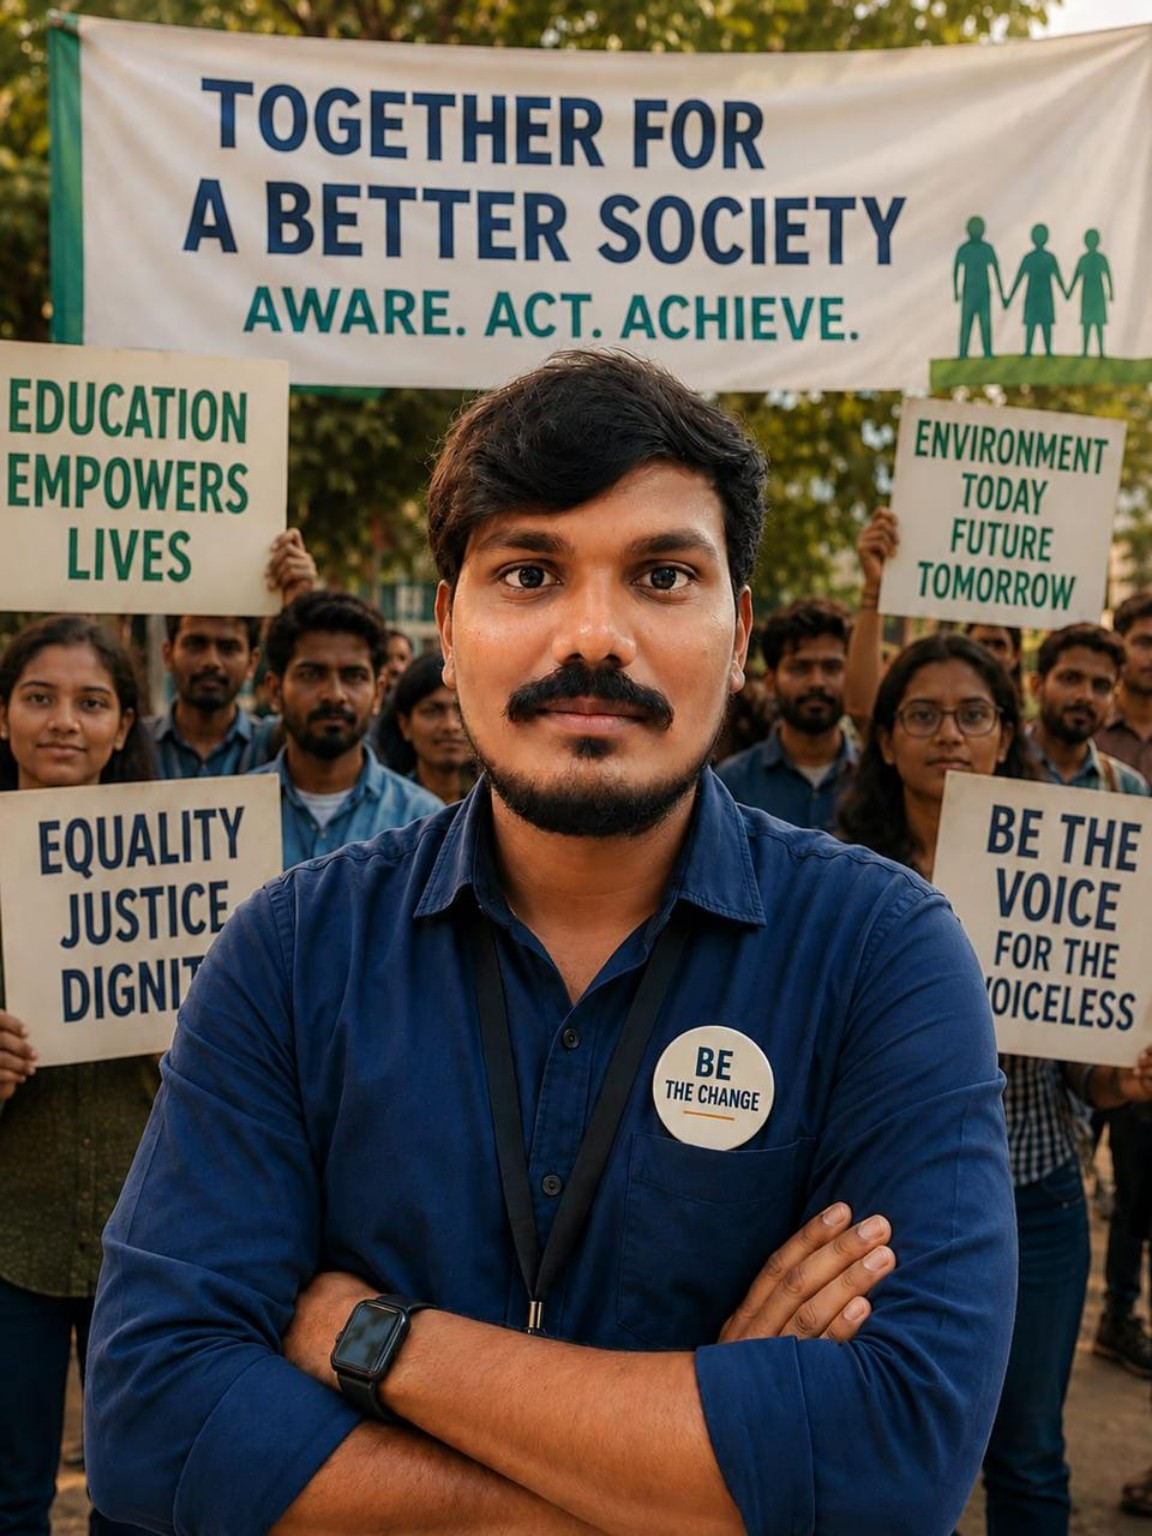 TOGETHER FOR
A BETTER SOCIETY
AWARE. ACT. ACHIEVE.
EDUCATION
EMPOWERS
LIVES
ENVIRONMENT
TODAY
FUTURE
TOMORROW
EQUALITY
JUSTICE
DIGNIT
BE THE
VOICE
FOR THE
VOICELESS
BE
THE CHANGE